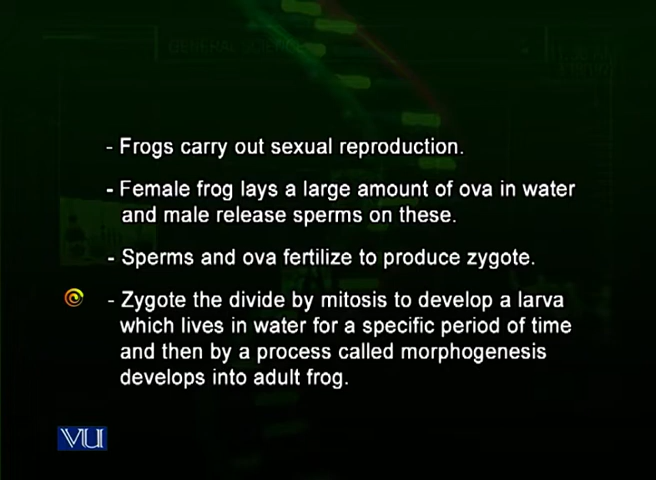 GENERAL SCIENCE
- Frogs carry out sexual reproduction.
- Female frog lays a large amount of ova in water
and male release sperms on these.
- Sperms and ova fertilize to produce zygote.
- Zygote the divide by mitosis to develop a larva
which lives in water for a specific period of time
and then by a process called morphogenesis
develops into adult frog.
VU